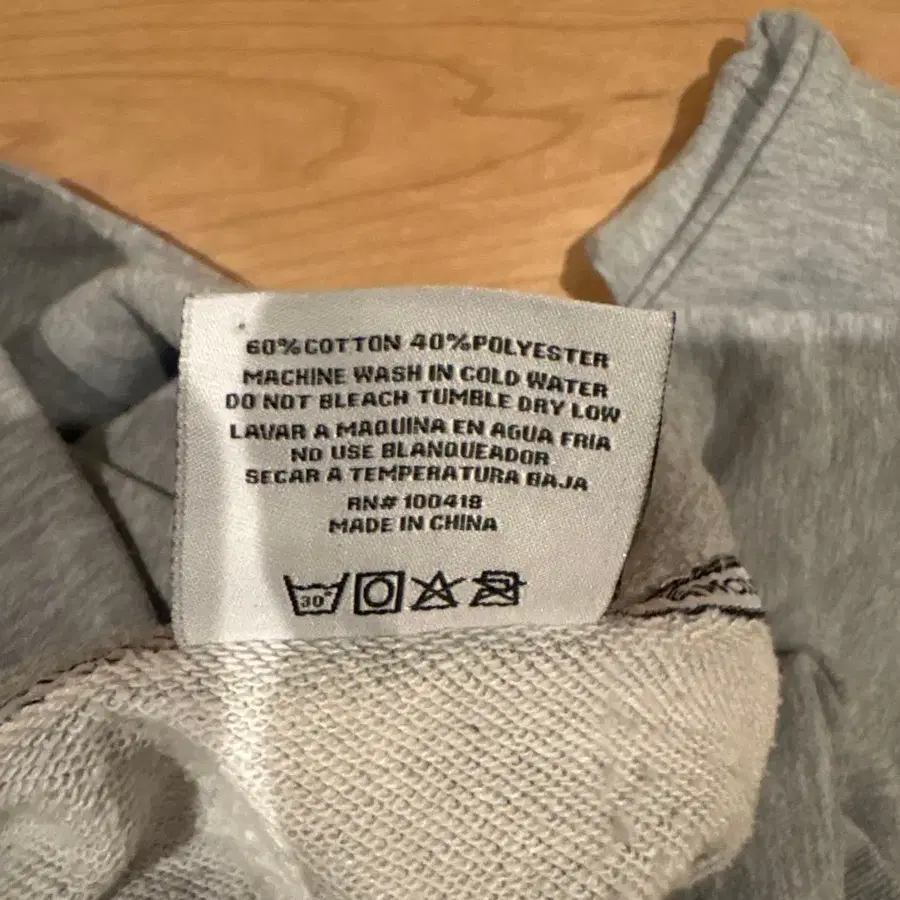 60% COTTON 40% POLYESTER
MACHINE WASH IN COLD WATER
DO NOT BLEACH TUMBLE DRY LOW
LAVAR A MAQUINA EN AGUA FRIA
NO USE BLANQUEADOR
SECAR A TEMPERATURA BAJA
RN# 100418
MADE IN CHINA
30°